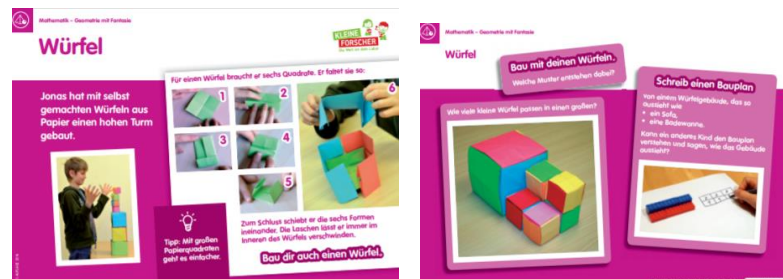 Mathematik – Geometrie mit Fantasie
Würfel
KLEINE
FORSCHER
Jonas hat mit selbst
gemachten Würfeln aus
Papier einen hohen Turm
gebaut.
Für einen Würfel braucht er sechs Quadrate. Er faltet sie so:
1
2
3
4
5
6
Tipp: Mit großen
Papierquadraten
geht es einfacher.
Zum Schluss schiebt er die sechs Formen
ineinander. Die Laschen lässt er immer im
Inneren des Würfels verschwinden.
Bau dir auch einen Würfel.
Mathematik – Geometrie mit Fantasie
Würfel
Bau mit deinen Würfeln.
Welche Muster entstehen dabei?
Wie viele kleine Würfel passen in einen großen?
Schreib einen Bauplan
von einem Würfelgebäude, das so
aussieht wie
• ein Sofa,
• eine Badewanne.
Kann ein anderes Kind den Bauplan
verstehen und sagen, wie das Gebäude
aussieht?